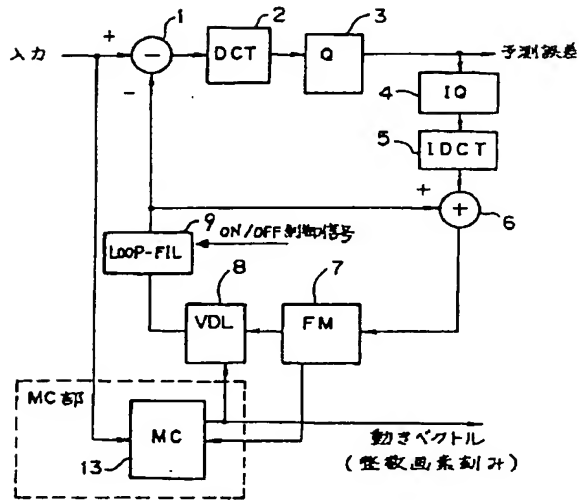 1
2
3
入力
+
−
DCT
Q
予測誤差
−
4
IQ
5
IDCT
+
+
6
9
ON/OFF制御信号
LOOP-FIL
8
7
VDL
FM
MC部
MC
13
動きベクトル
(整数画素刻み)